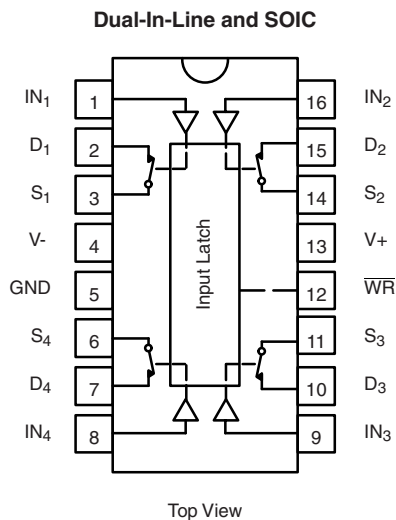 Dual-In-Line and SOIC
IN1 1 16 IN2
D1 2 15 D2
S1 3 14 S2
V- 4 13 V+
GND 5 Input Latch 12 W̅R̅
S4 6 11 S3
D4 7 10 D3
IN4 8 9 IN3
Top View